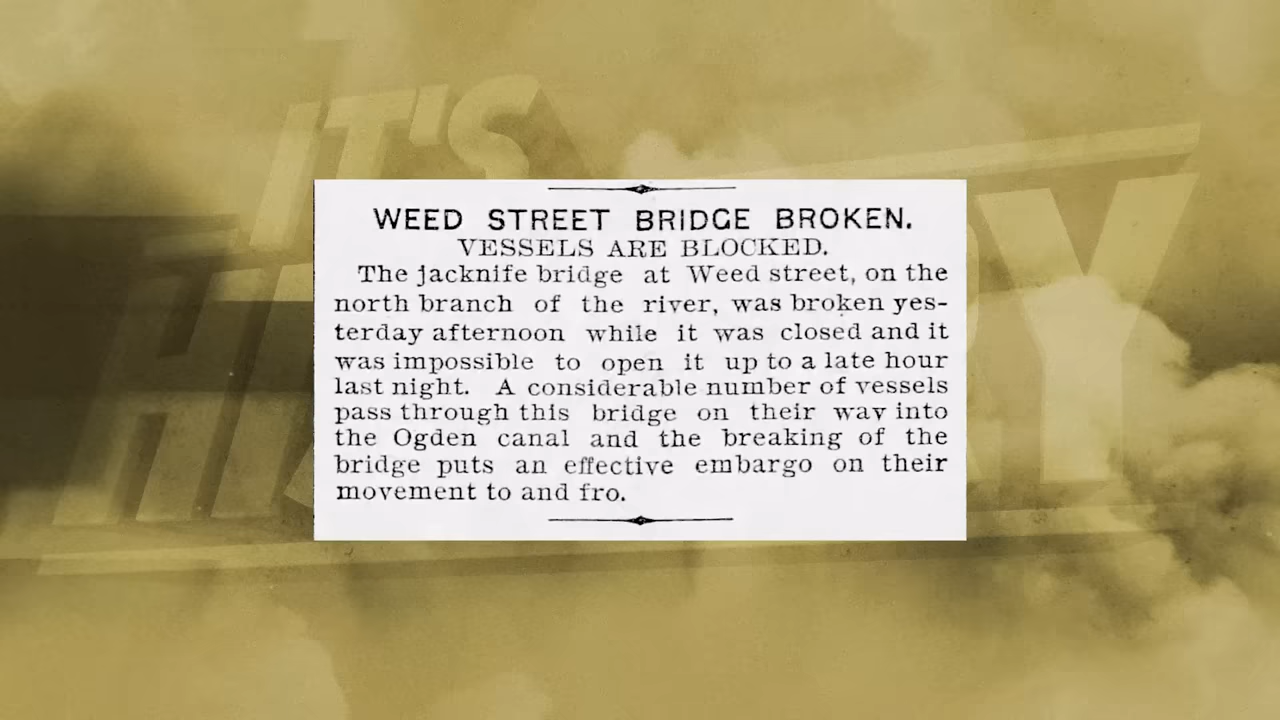 IT'S
HISTORY
WEED STREET BRIDGE BROKEN.
VESSELS ARE BLOCKED.
The jacknife bridge at Weed street, on the
north branch of the river, was broken yes-
terday afternoon while it was closed and it
was impossible to open it up to a late hour
last night. A considerable number of vessels
pass through this bridge on their way into
the Ogden canal and the breaking of the
bridge puts an effective embargo on their
movement to and fro.